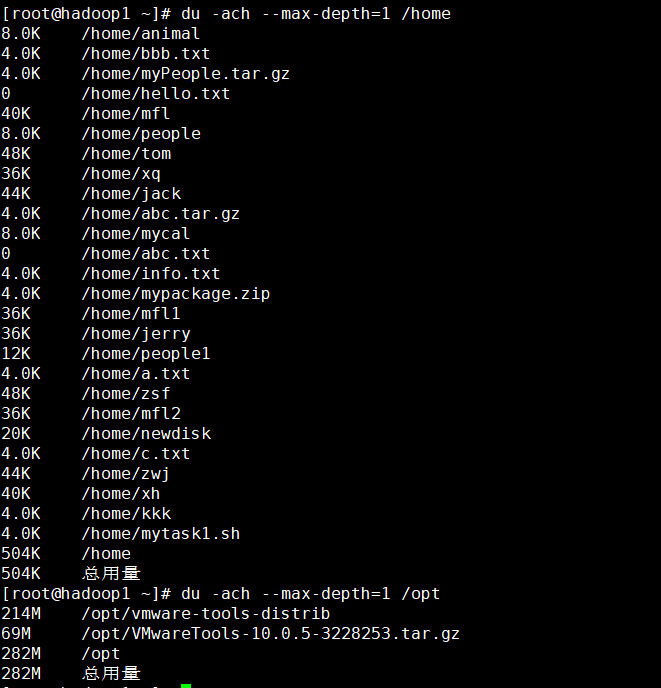 [root@hadoop1 ~]# du -ach --max-depth=1 /home
8.0K    /home/animal
4.0K    /home/bbb.txt
4.0K    /home/myPeople.tar.gz
0       /home/hello.txt
40K     /home/mfl
8.0K    /home/people
48K     /home/tom
36K     /home/xq
44K     /home/jack
4.0K    /home/abc.tar.gz
8.0K    /home/mycal
0       /home/abc.txt
4.0K    /home/info.txt
4.0K    /home/mypackage.zip
36K     /home/mfl1
36K     /home/jerry
12K     /home/people1
4.0K    /home/a.txt
48K     /home/zsf
36K     /home/mfl2
20K     /home/newdisk
4.0K    /home/c.txt
44K     /home/zwj
40K     /home/xh
4.0K    /home/kkk
4.0K    /home/mytask1.sh
504K    /home
504K    总用量
[root@hadoop1 ~]# du -ach --max-depth=1 /opt
214M    /opt/vmware-tools-distrib
69M     /opt/VMwareTools-10.0.5-3228253.tar.gz
282M    /opt
282M    总用量